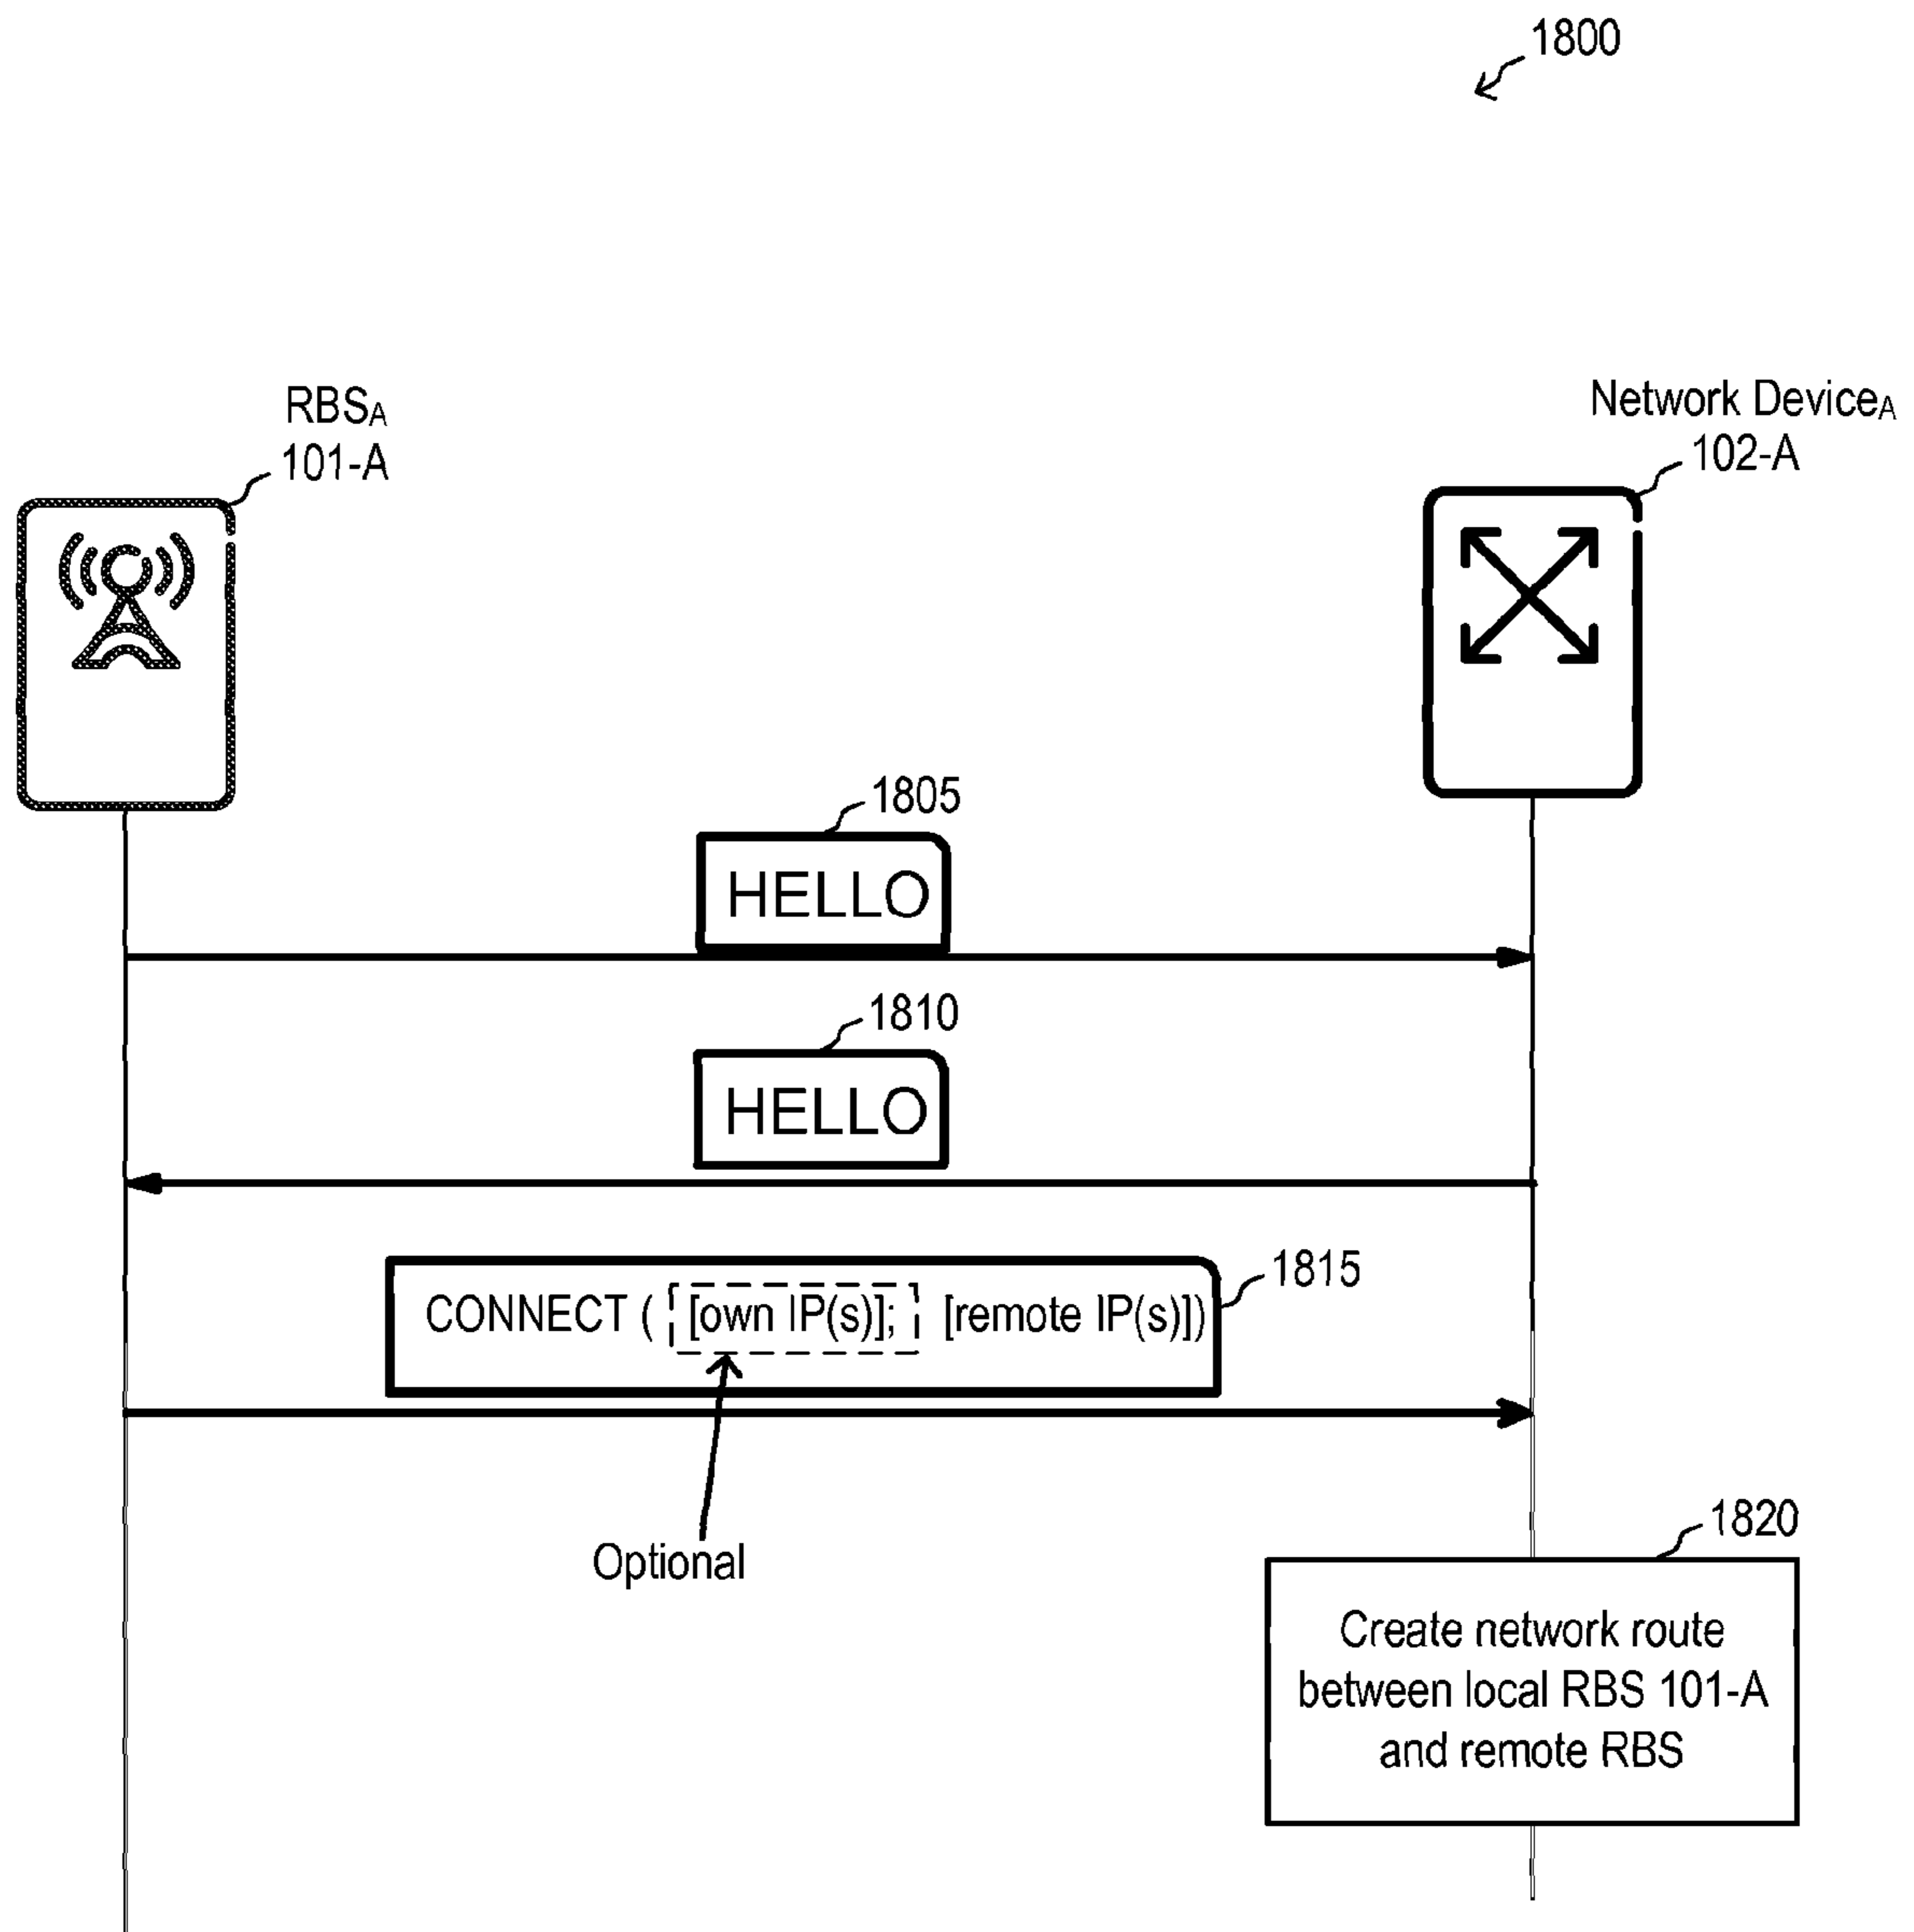 1800
RBSA
101-A
Network DeviceA
102-A
1805
HELLO
1810
HELLO
1815
CONNECT ( [own IP(s)]; [remote IP(s)])
Optional
1820
Create network route
between local RBS 101-A
and remote RBS